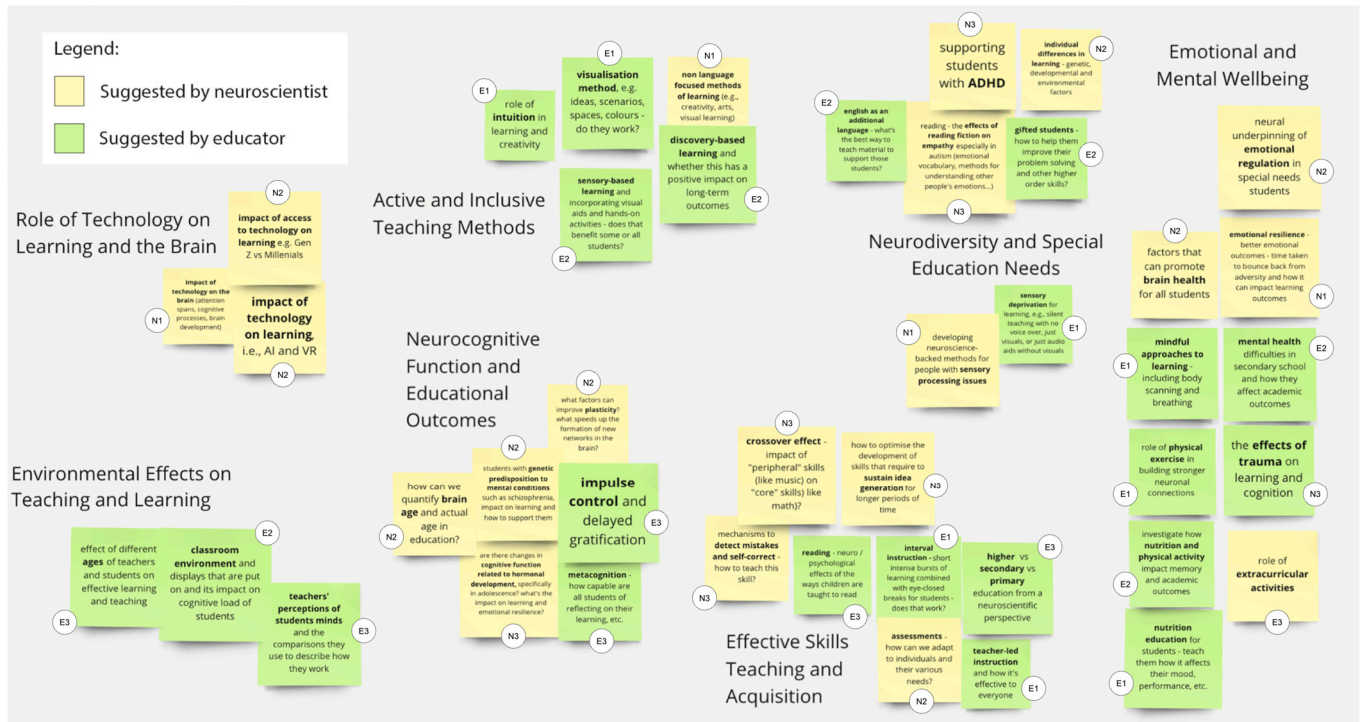 Legend:
Suggested by neuroscientist
Suggested by educator
Role of Technology on
Learning and the Brain
N2
impact of access
to technology on
learning e.g. Gen
Z vs Millenials
impact of
technology on the
brain (attention
spans, cognitive
processes, brain
development)
N1
impact of
technology
on learning,
i.e., AI and VR
N2
Active and Inclusive
Teaching Methods
E1
role of
intuition in
learning and
creativity
E1
visualisation
method, e.g.
ideas, scenarios,
spaces, colours -
do they work?
N1
non language
focused methods
of learning (e.g.,
creativity, arts,
visual learning)
discovery-based
learning and
whether this has a
positive impact on
long-term
outcomes
E2
sensory-based
learning and
incorporating visual
aids and hands-on
activities - does that
benefit some or all
students?
E2
N3
supporting
students
with ADHD
individual
differences in
learning - genetic,
developmental and
environmental
factors
N2
E2
english as an
additional
language - what's
the best way to
teach material to
support those
students?
reading - the effects of
reading fiction on
empathy especially in
autism (emotional
vocabulary, methods for
understanding other
people's emotions...)
N3
gifted students -
how to help them
improve their
problem solving
and other higher
order skills?
E2
Neurodiversity and Special
Education Needs
sensory
deprivation for
learning, e.g., silent
teaching with no
voice over, just
visuals, or just audio
aids without visuals
E1
N1
developing
neuroscience-
backed methods for
people with sensory
processing issues
Emotional and
Mental Wellbeing
neural
underpinning of
emotional
regulation in
special needs
students
N2
N2
factors that
can promote
brain health
for all students
emotional resilience -
better emotional
outcomes - time taken
to bounce back from
adversity and how it
can impact learning
outcomes
N1
mindful
approaches to
learning -
including body
scanning and
breathing
E1
mental health
difficulties in
secondary school
and how they
affect academic
outcomes
E2
role of physical
exercise in
building stronger
neuronal
connections
E1
the effects of
trauma on
learning and
cognition
N3
investigate how
nutrition and
physical activity
impact memory
and academic
outcomes
E2
role of
extracurricular
activities
E3
nutrition
education for
students - teach
them how it affects
their mood,
performance, etc.
E1
Neurocognitive
Function and
Educational
Outcomes
N2
what factors can
improve plasticity?
what speeds up the
formation of new
networks in the
brain?
N2
students with genetic
predisposition to
mental conditions
such as schizophrenia,
impact on learning and
how to support them
how can we
quantify brain
age and actual
age in
education?
N2
impulse
control and
delayed
gratification
E3
are there changes in
cognitive function
related to hormonal
development, specifically
in adolescence? what's the
impact on learning and
emotional resilience?
N3
metacognition -
how capable are
all students of
reflecting on their
learning, etc.
E3
Environmental Effects on
Teaching and Learning
effect of different
ages of teachers
and students on
effective learning
and teaching
E3
E2
classroom
environment and
displays that are put
on and its impact on
cognitive load of
students
teachers'
perceptions of
students minds
and the
comparisons they
use to describe how
they work
E3
N3
crossover effect -
impact of
"peripheral" skills
(like music) on
"core" skills) like
math)?
how to optimise the
development of
skills that require to
sustain idea
generation for
longer periods of
time
N3
mechanisms to
detect mistakes
and self-correct -
how to teach this
skill?
N3
reading - neuro /
psychological
effects of the
ways children are
taught to read
E3
E1
interval
instruction - short
intense bursts of
learning combined
with eye-closed
breaks for students -
does that work?
higher vs
secondary vs
primary
education from a
neuroscientific
perspective
E3
assessments -
how can we adapt
to individuals and
their various
needs?
N2
teacher-led
instruction
and how it's
effective to
everyone
E1
Effective Skills
Teaching and
Acquisition